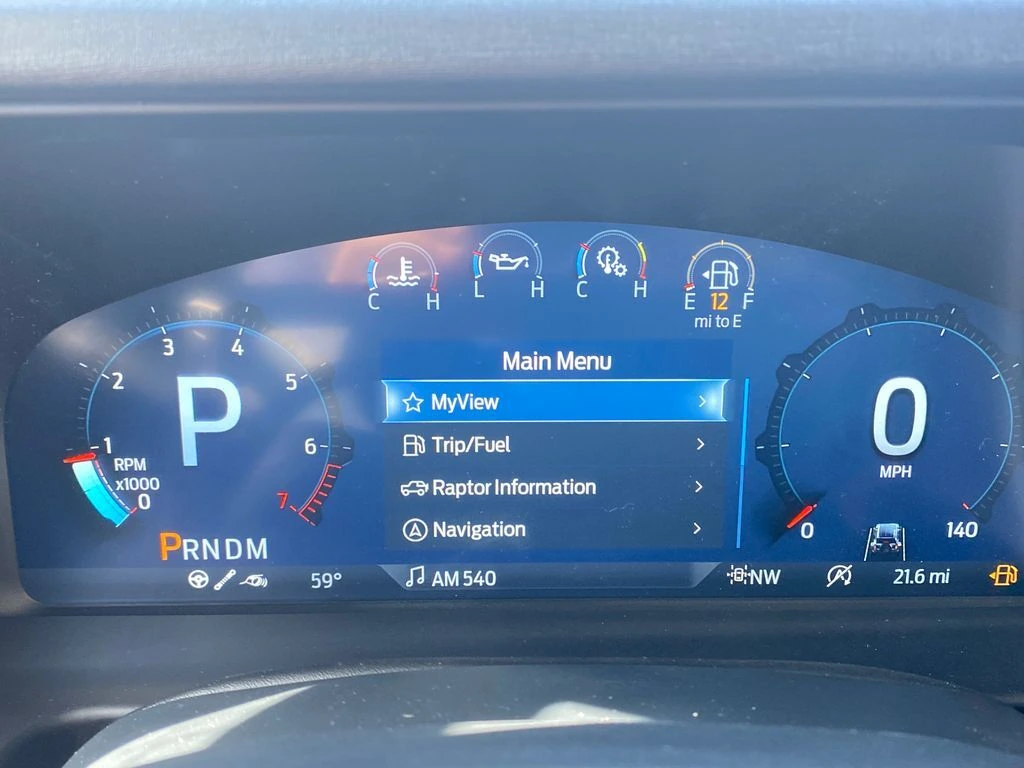 C H
L H
C H
E 12 F
mi to E
3 4
2 5
1 6
RPM
x1000
0 7
P
PRNDM
Main Menu
MyView
Trip/Fuel
Raptor Information
Navigation
0
MPH
0 140
59°
AM 540
NW
21.6 mi